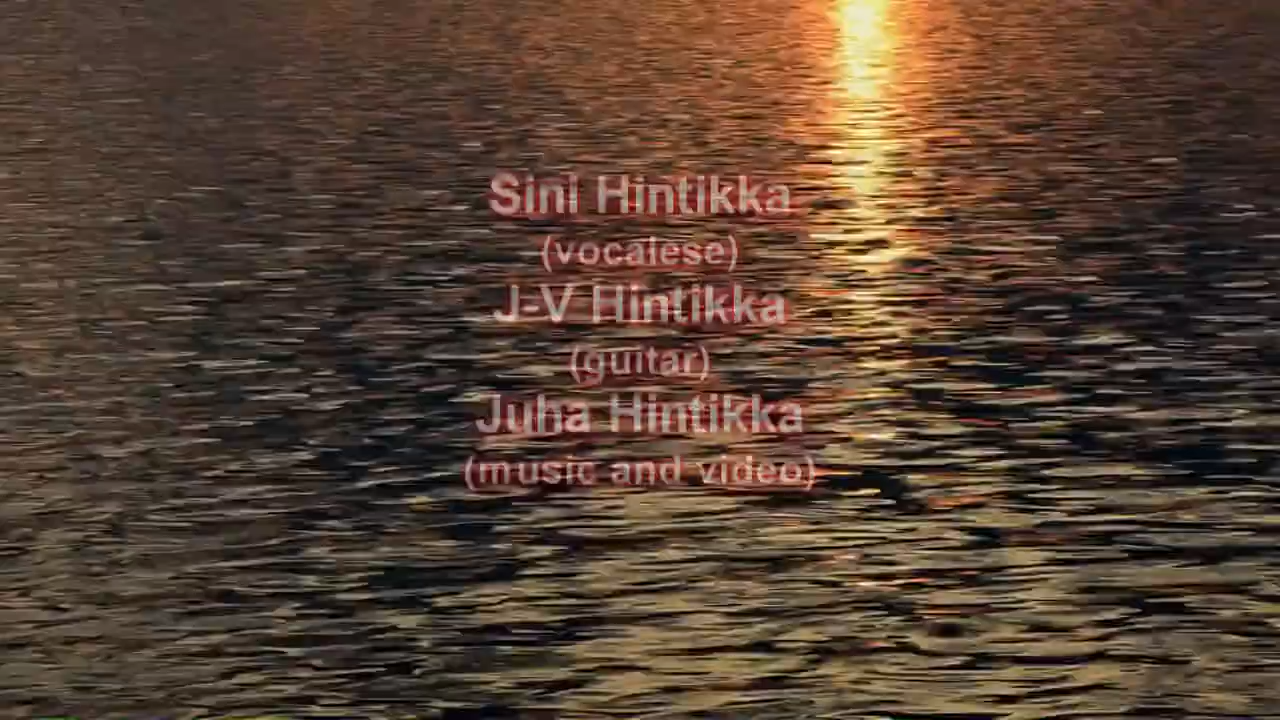 Sini Hintikka
(vocalese)
J-V Hintikka
(guitar)
Juha Hintikka
(music and video)